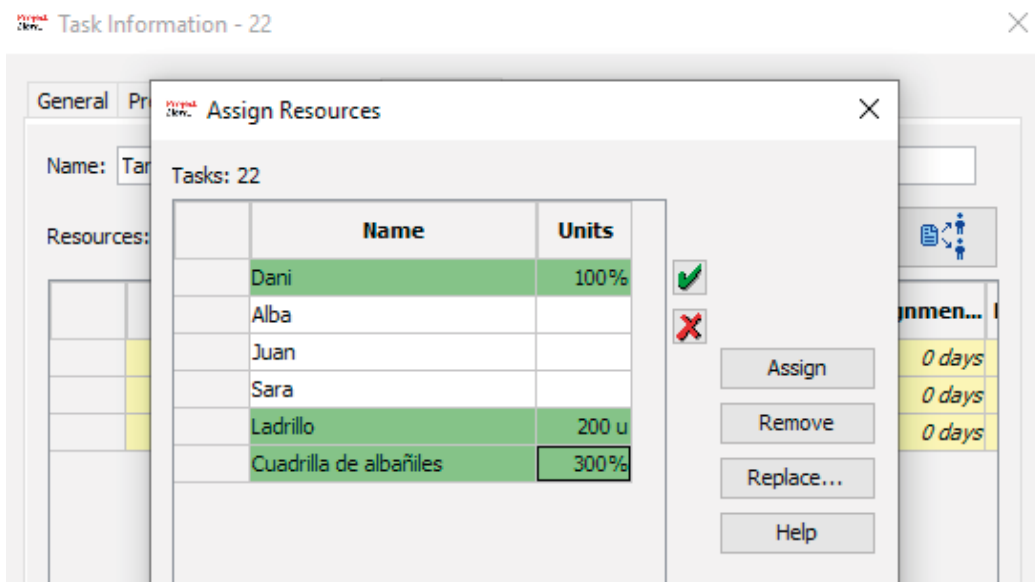 Task Information - 22
General Pr
Assign Resources
Name: Tar
Tasks: 22
Resources:
Name Units
Dani 100%
Alba
Juan
Sara
Ladrillo 200 u
Cuadrilla de albañiles 300%
Assign
Remove
Replace...
Help
gnmen...
0 days
0 days
0 days